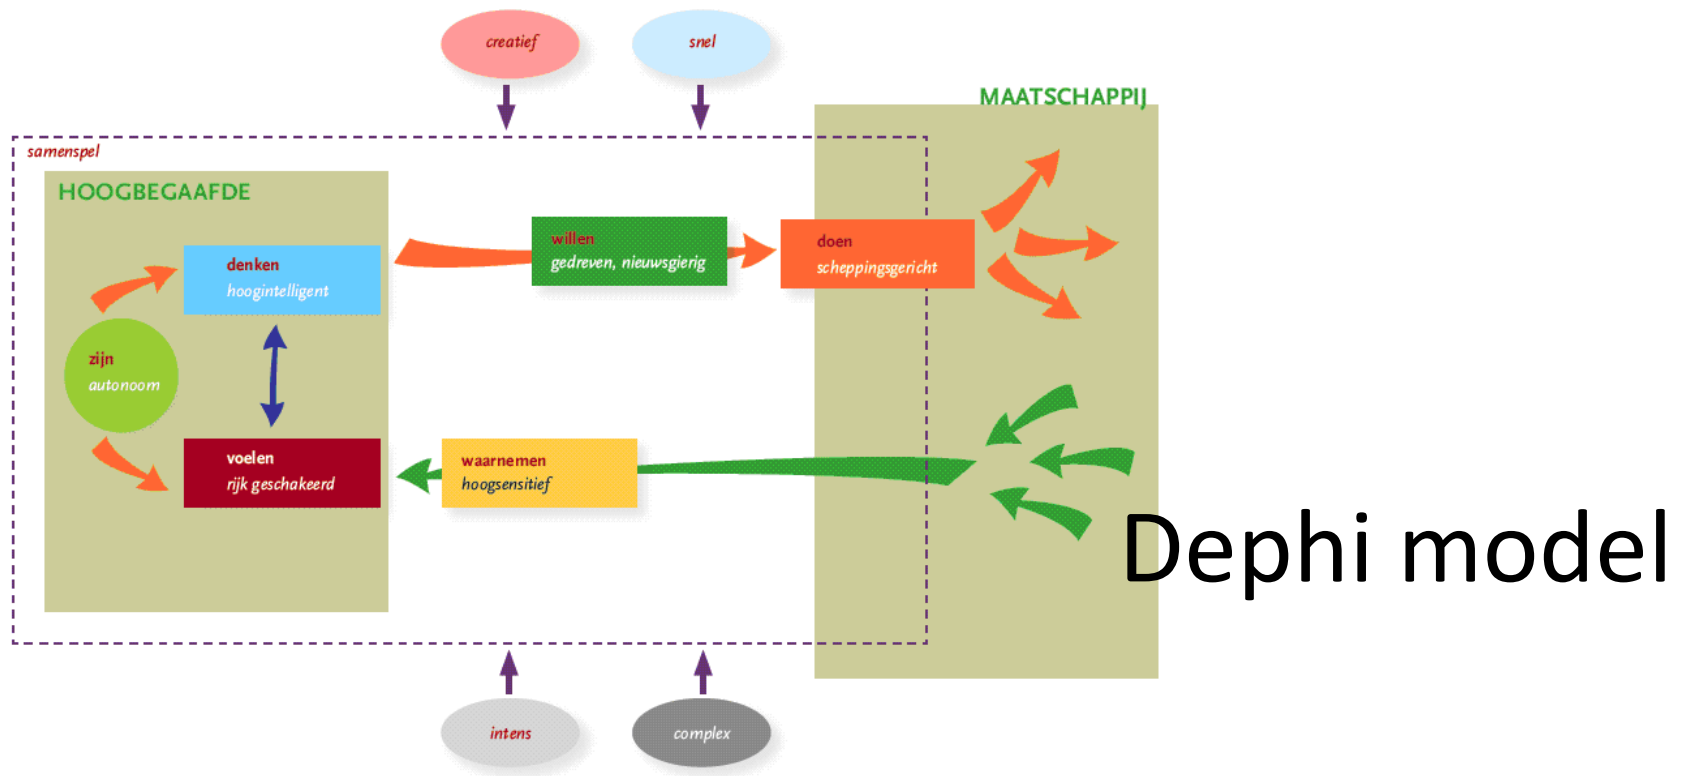 creatief
snel
MAATSCHAPPIJ
samenspel
HOOGBEGAAFDE
willen
gedreven, nieuwsgierig
doen
scheppingsgericht
denken
hoogintelligent
zijn
autonoom
voelen
rijk geschakeerd
waarnemen
hoogsensitief
Dephi model
intens
complex